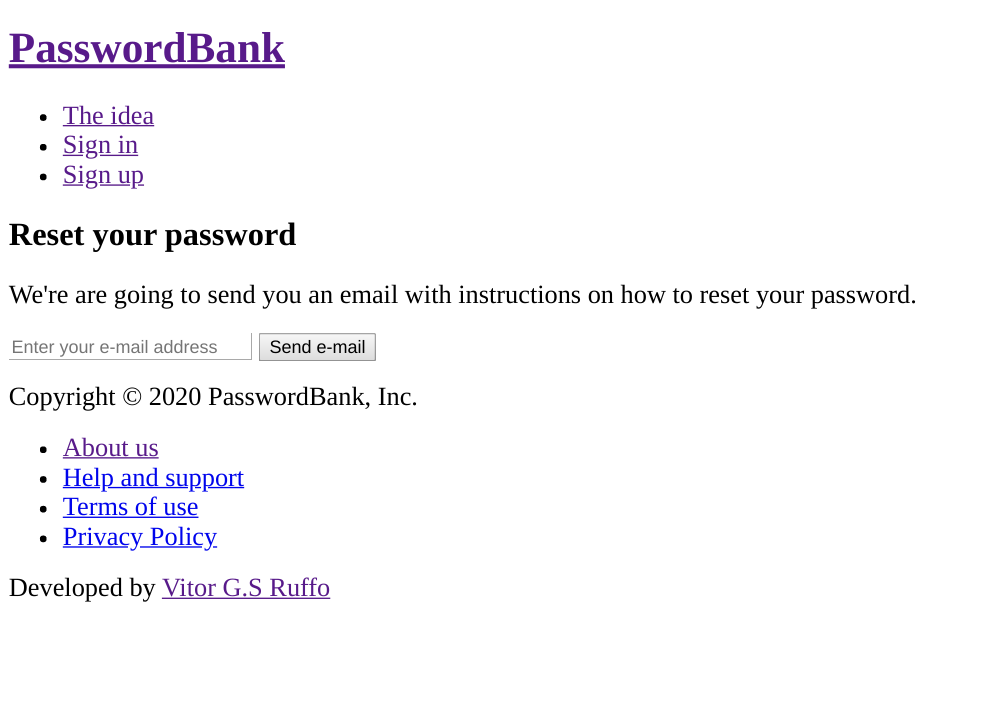 PasswordBank
The idea
Sign in
Sign up
Reset your password
We're are going to send you an email with instructions on how to reset your password.
Enter your e-mail address Send e-mail
Copyright © 2020 PasswordBank, Inc.
About us
Help and support
Terms of use
Privacy Policy
Developed by Vitor G.S Ruffo